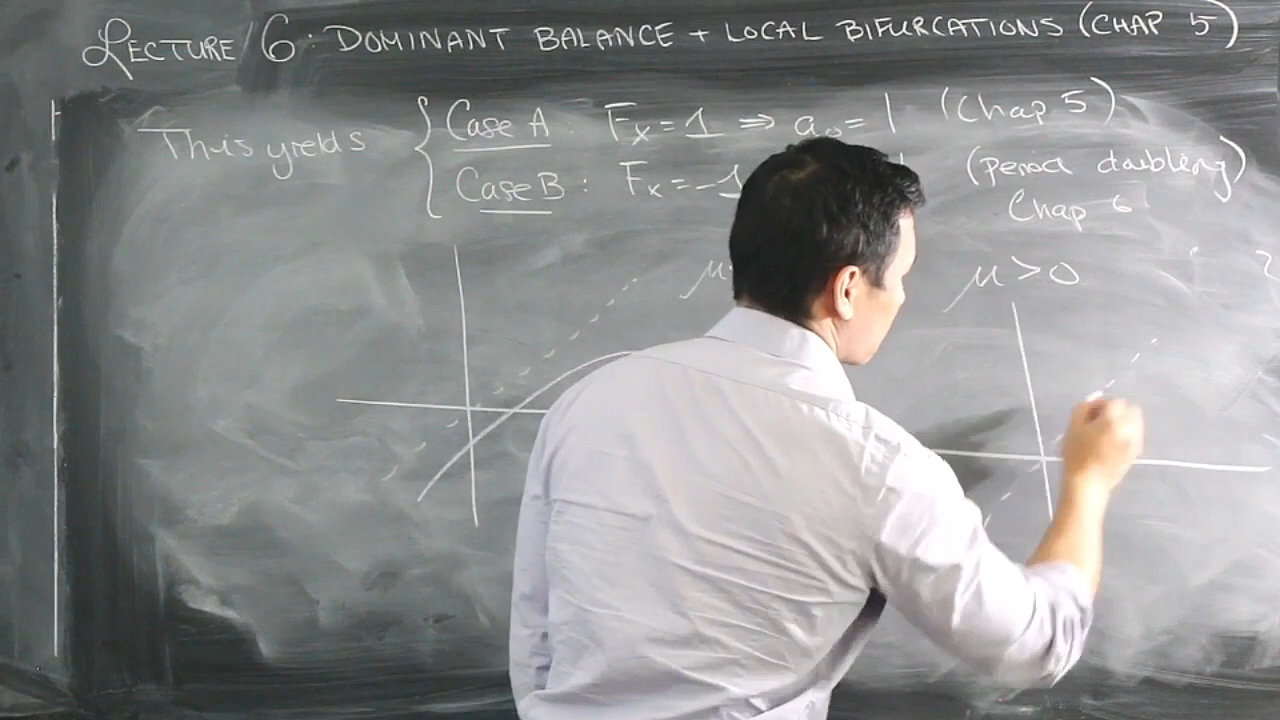 LECTURE 6: DOMINANT BALANCE + LOCAL BIFURCATIONS (CHAP 5)
This yields { Case A: Fx=1 ⇒ a₀= 1 (Chap 5)
Case B: Fx=-1 (period doubling)
Chap 6
μ μ>0